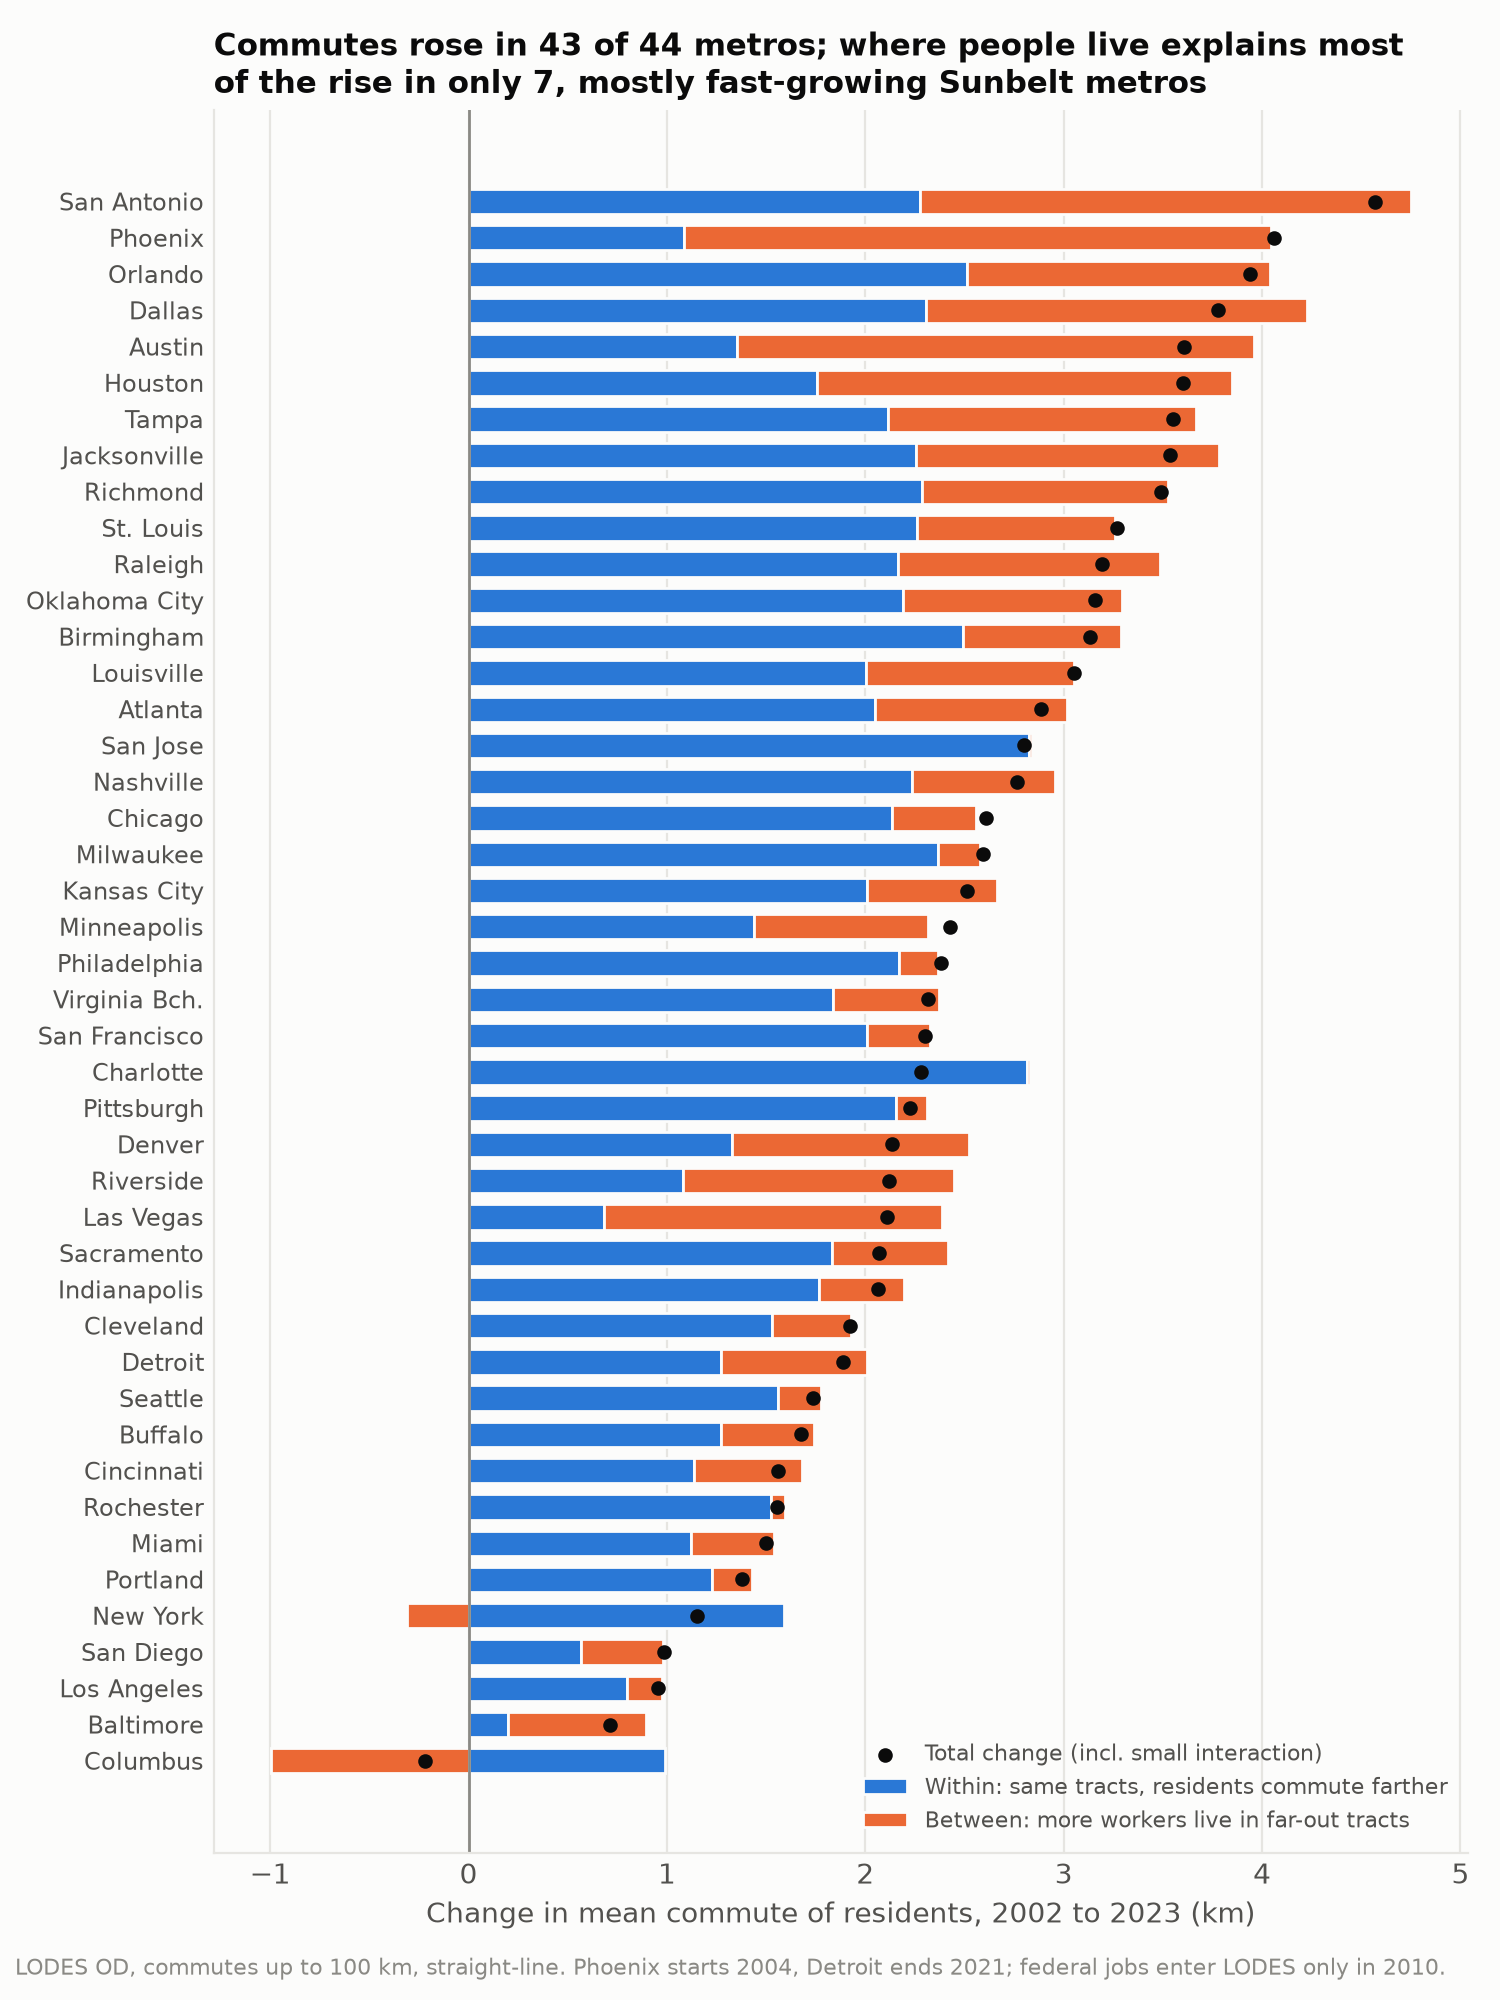 Commutes rose in 43 of 44 metros; where people live explains most
of the rise in only 7, mostly fast-growing Sunbelt metros
San Antonio
Phoenix
Orlando
Dallas
Austin
Houston
Tampa
Jacksonville
Richmond
St. Louis
Raleigh
Oklahoma City
Birmingham
Louisville
Atlanta
San Jose
Nashville
Chicago
Milwaukee
Kansas City
Minneapolis
Philadelphia
Virginia Bch.
San Francisco
Charlotte
Pittsburgh
Denver
Riverside
Las Vegas
Sacramento
Indianapolis
Cleveland
Detroit
Seattle
Buffalo
Cincinnati
Rochester
Miami
Portland
New York
San Diego
Los Angeles
Baltimore
Columbus
Total change (incl. small interaction)
Within: same tracts, residents commute farther
Between: more workers live in far-out tracts
−1 0 1 2 3 4 5
Change in mean commute of residents, 2002 to 2023 (km)
LODES OD, commutes up to 100 km, straight-line. Phoenix starts 2004, Detroit ends 2021; federal jobs enter LODES only in 2010.